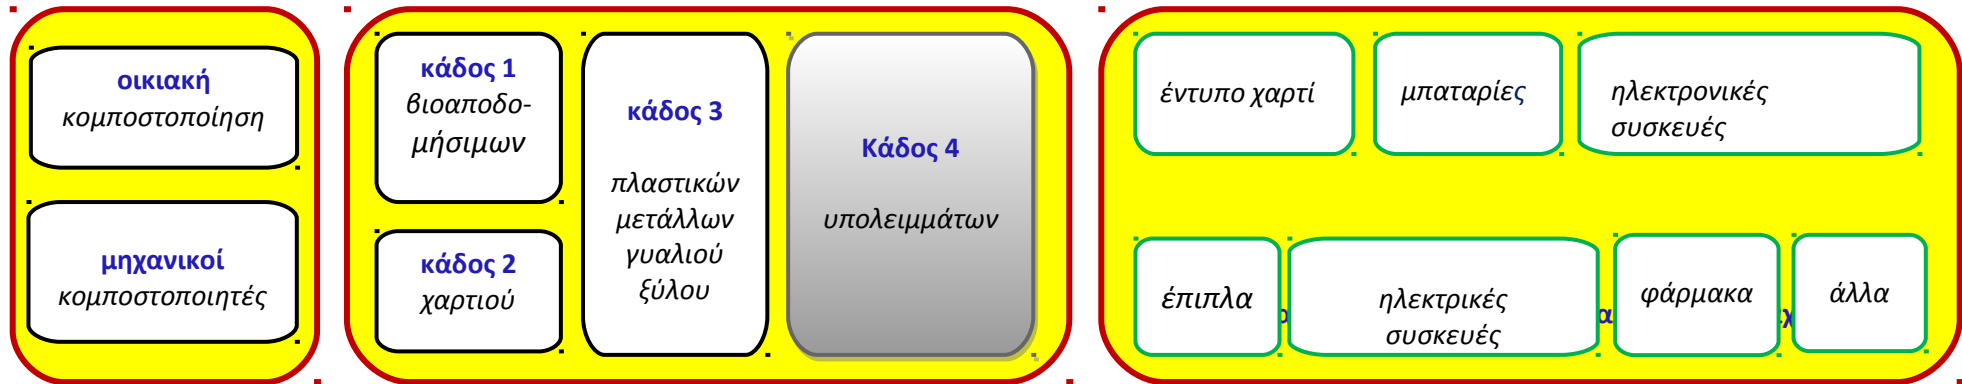 οικιακή
κομποστοποίηση
μηχανικοί
κομποστοποιητές
κάδος 1
βιοαποδο-
μήσιμων
κάδος 2
χαρτιού
κάδος 3
πλαστικών
μετάλλων
γυαλιού
ξύλου
Κάδος 4
υπολειμμάτων
έντυπο χαρτί
μπαταρίες
ηλεκτρονικές
συσκευές
έπιπλα
ηλεκτρικές
συσκευές
φάρμακα
άλλα